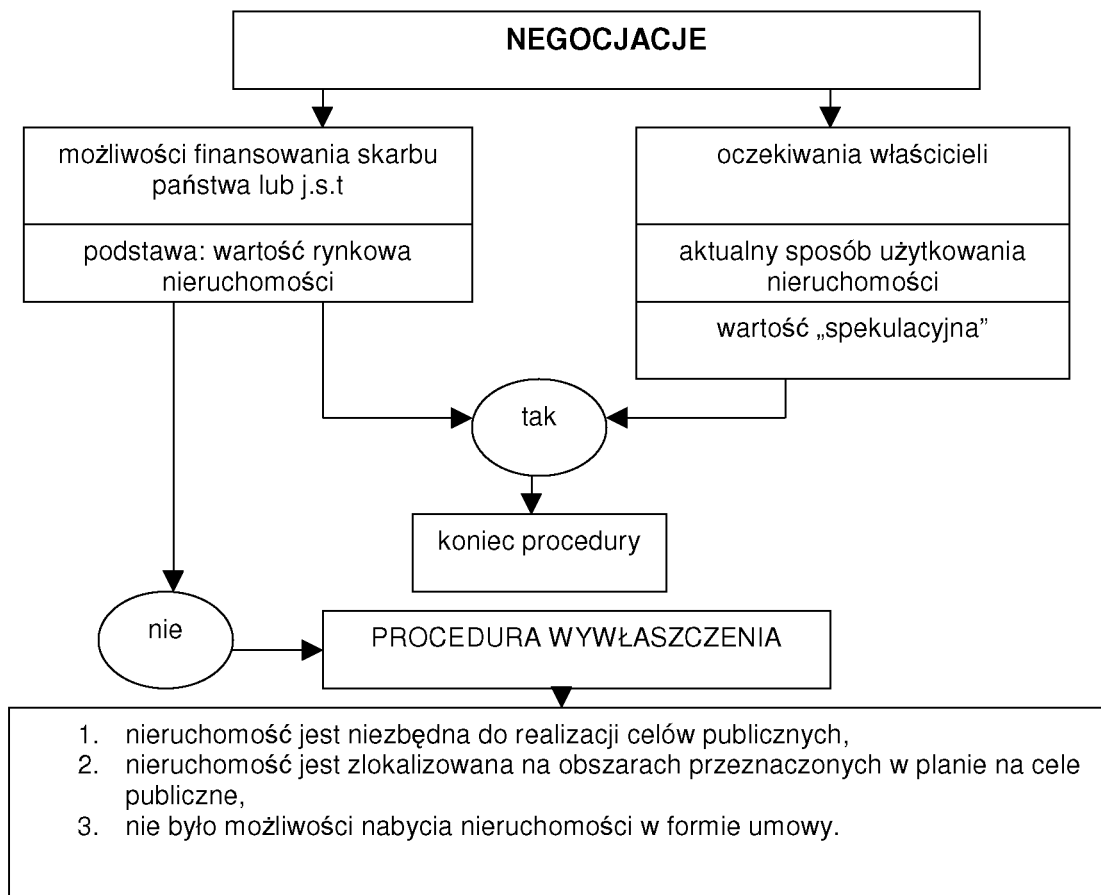 NEGOCJACJE
możliwości finansowania skarbu
państwa lub j.s.t
podstawa: wartość rynkowa
nieruchomości
oczekiwania właścicieli
aktualny sposób użytkowania
nieruchomości
wartość „spekulacyjna”
tak
koniec procedury
nie
PROCEDURA WYWŁASZCZENIA
1. nieruchomość jest niezbędna do realizacji celów publicznych,
2. nieruchomość jest zlokalizowana na obszarach przeznaczonych w planie na cele
publiczne,
3. nie było możliwości nabycia nieruchomości w formie umowy.